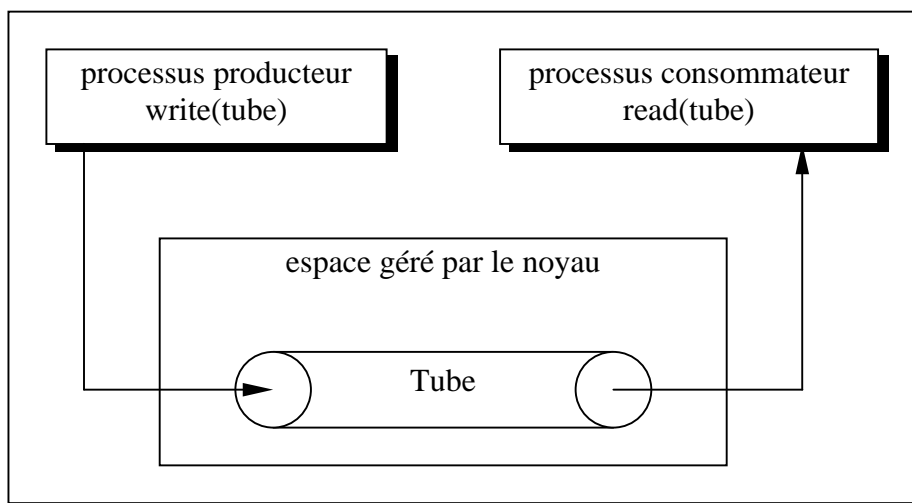 processus producteur
write(tube)
processus consommateur
read(tube)
espace géré par le noyau
Tube